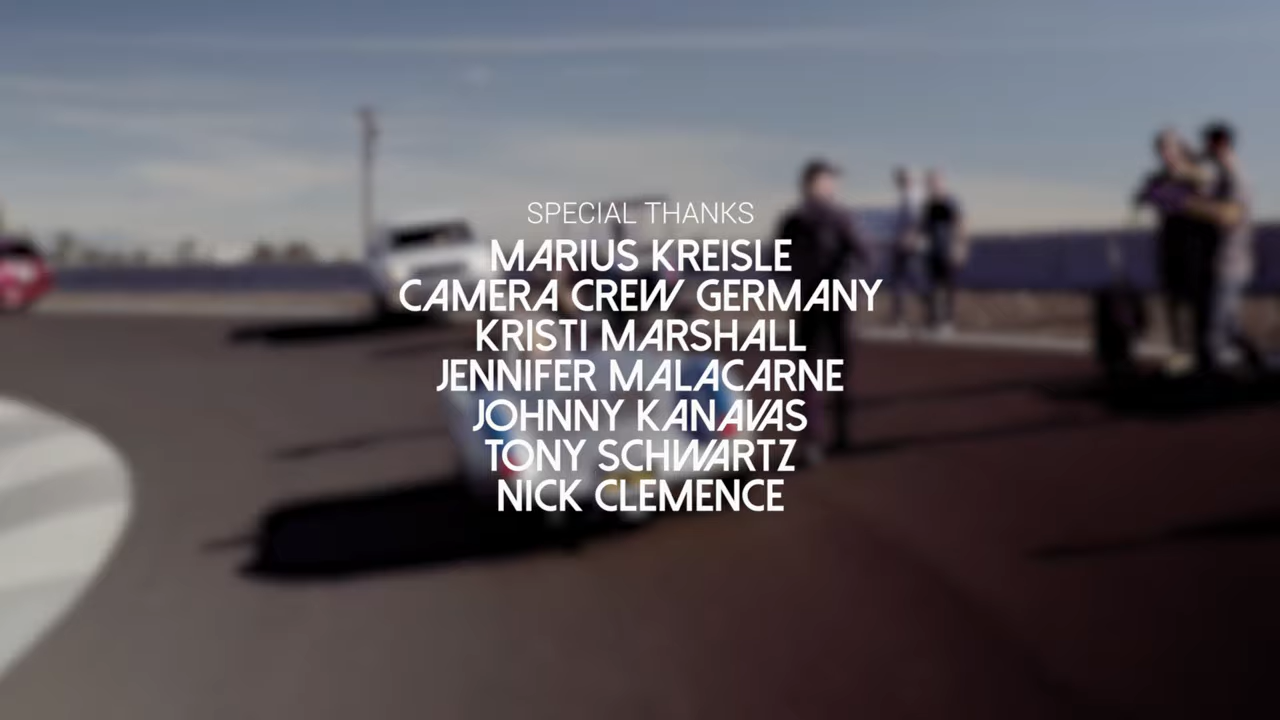 SPECIAL THANKS
MARIUS KREISLE
CAMERA CREW GERMANY
KRISTI MARSHALL
JENNIFER MALACARNE
JOHNNY KANAVAS
TONY SCHWARTZ
NICK CLEMENCE